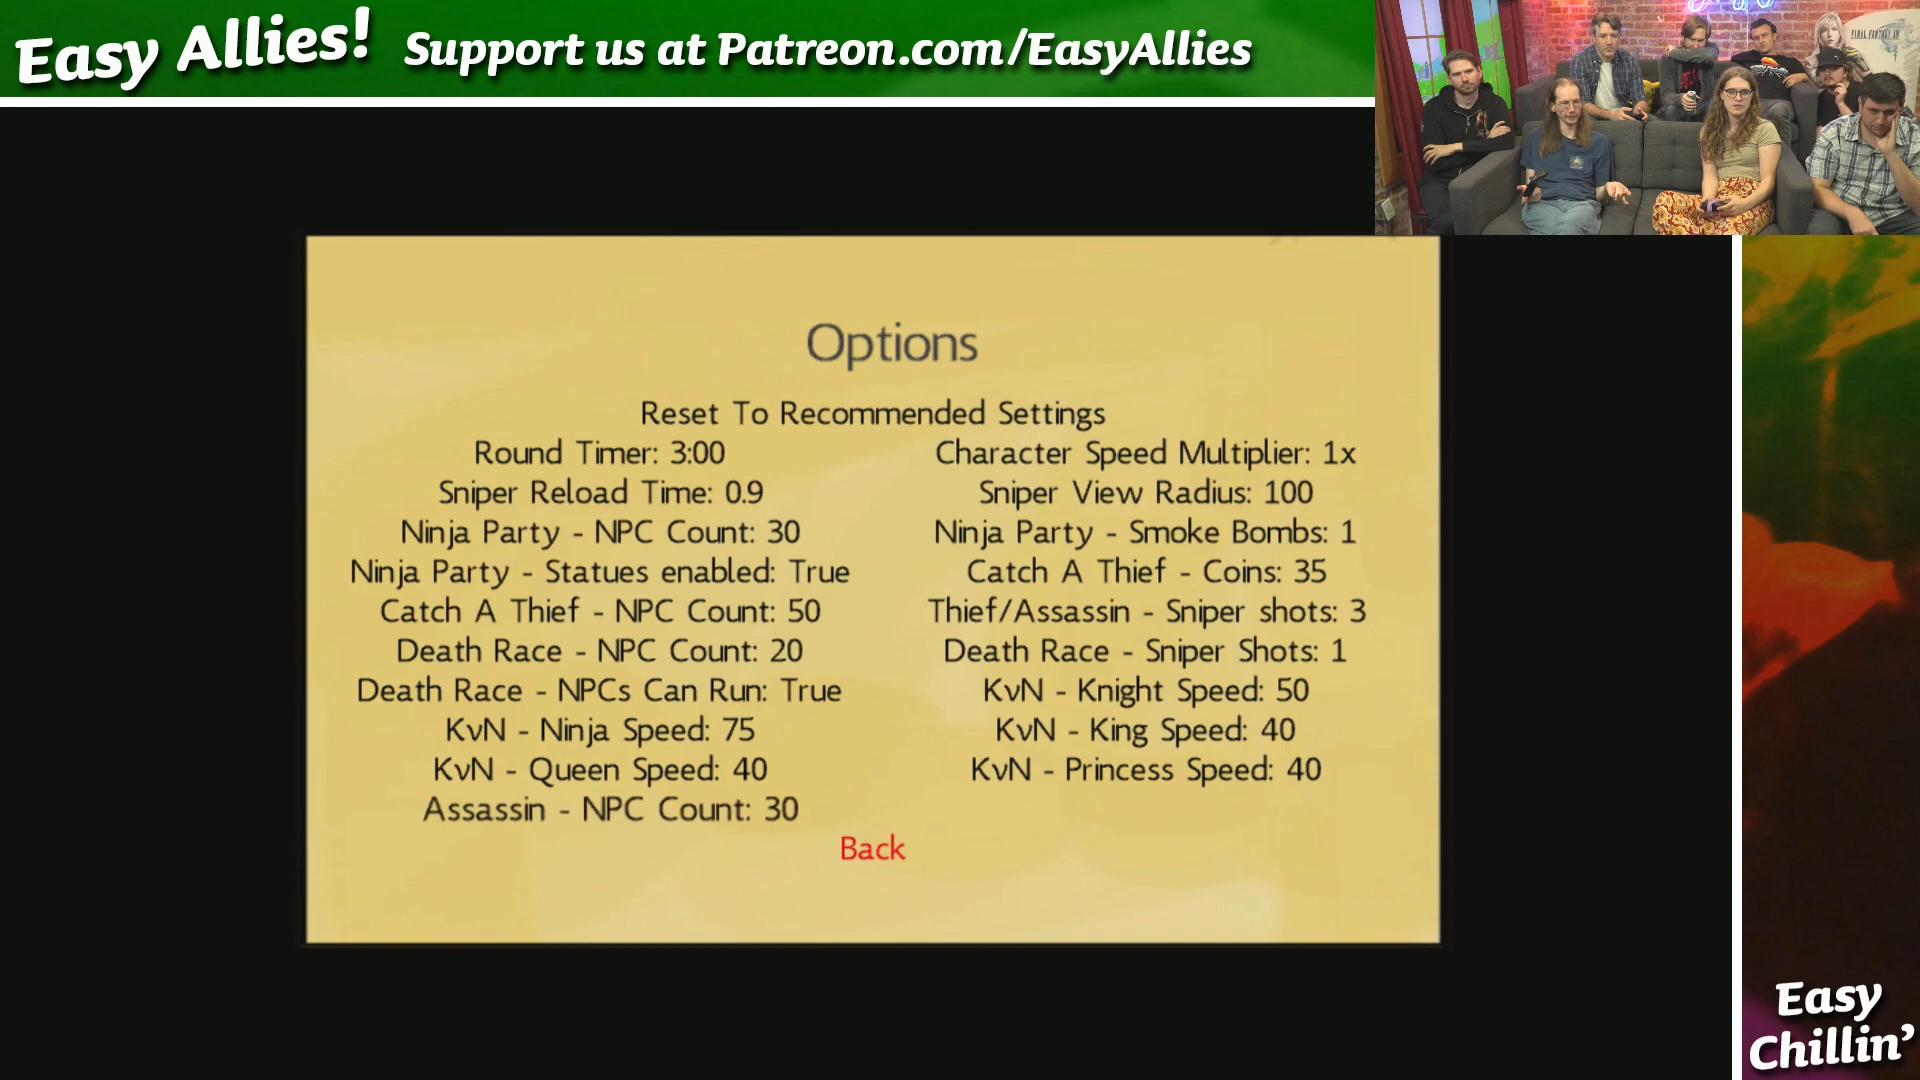 Easy Allies!
Support us at Patreon.com/EasyAllies
FINAL FANTASY XIII
Options
Reset To Recommended Settings
Round Timer: 3:00
Character Speed Multiplier: 1x
Sniper Reload Time: 0.9
Sniper View Radius: 100
Ninja Party - NPC Count: 30
Ninja Party - Smoke Bombs: 1
Ninja Party - Statues enabled: True
Catch A Thief - Coins: 35
Catch A Thief - NPC Count: 50
Thief/Assassin - Sniper shots: 3
Death Race - NPC Count: 20
Death Race - Sniper Shots: 1
Death Race - NPCs Can Run: True
KvN - Knight Speed: 50
KvN - Ninja Speed: 75
KvN - King Speed: 40
KvN - Queen Speed: 40
KvN - Princess Speed: 40
Assassin - NPC Count: 30
Back
Easy
Chillin'